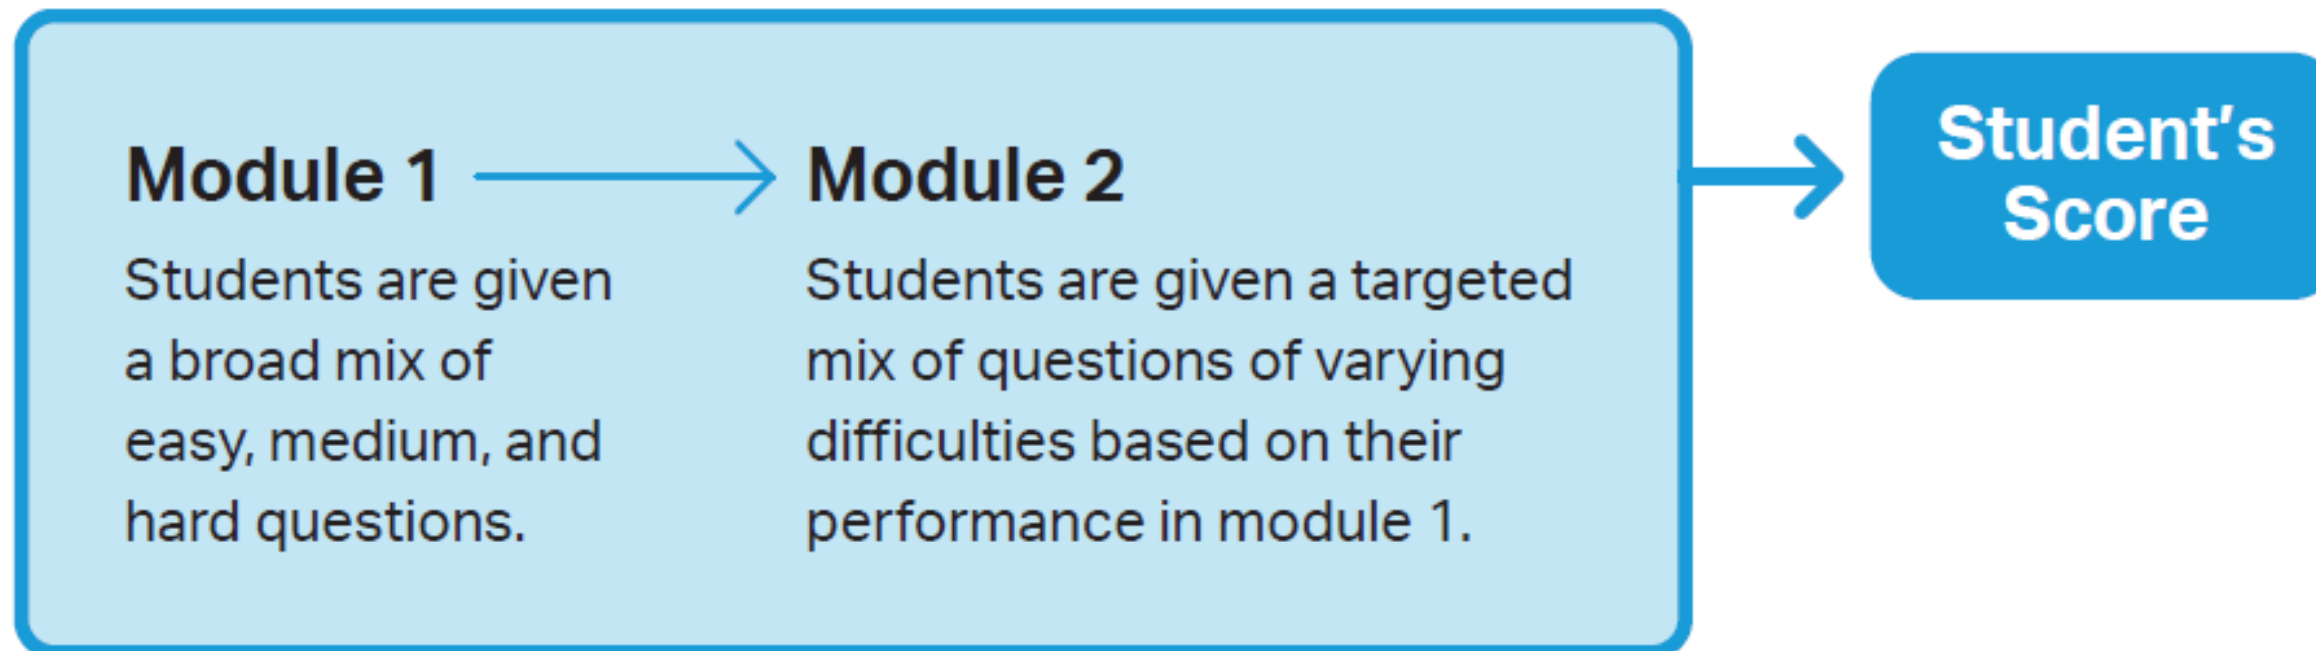 Module 1
Students are given
a broad mix of
easy, medium, and
hard questions.
Module 2
Students are given a targeted
mix of questions of varying
difficulties based on their
performance in module 1.
Student's
Score